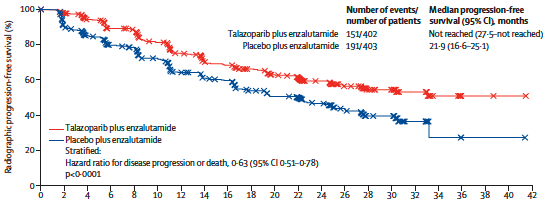 Number of events/ Median progression-free
number of patients survival (95% CI), months
Talazoparib plus enzalutamide 151/402 Not reached (27·5–not reached)
Placebo plus enzalutamide 191/403 21·9 (16·6–25·1)
Radiographic progression-free survival (%)
100
80
60
40
20
0
Talazoparib plus enzalutamide
Placebo plus enzalutamide
Stratified:
Hazard ratio for disease progression or death, 0·63 (95% CI 0·51–0·78)
p<0·0001
0 2 4 6 8 10 12 14 16 18 20 22 24 26 28 30 32 34 36 38 40 42